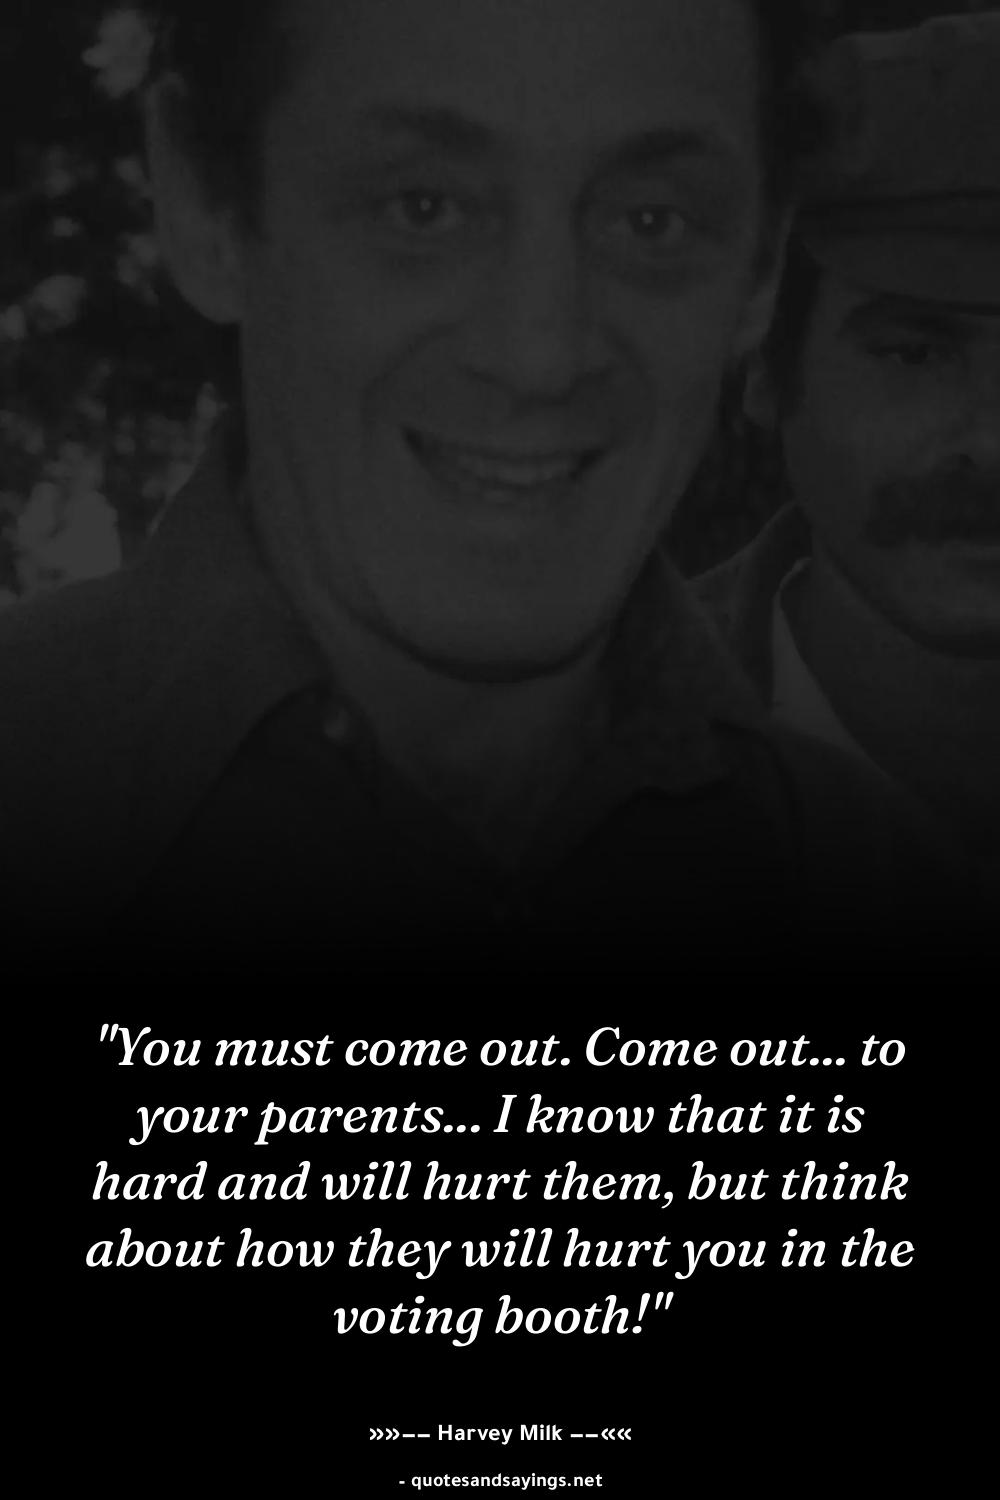 "You must come out. Come out... to
your parents... I know that it is
hard and will hurt them, but think
about how they will hurt you in the
voting booth!"
»»−− Harvey Milk −−««
- quotesandsayings.net